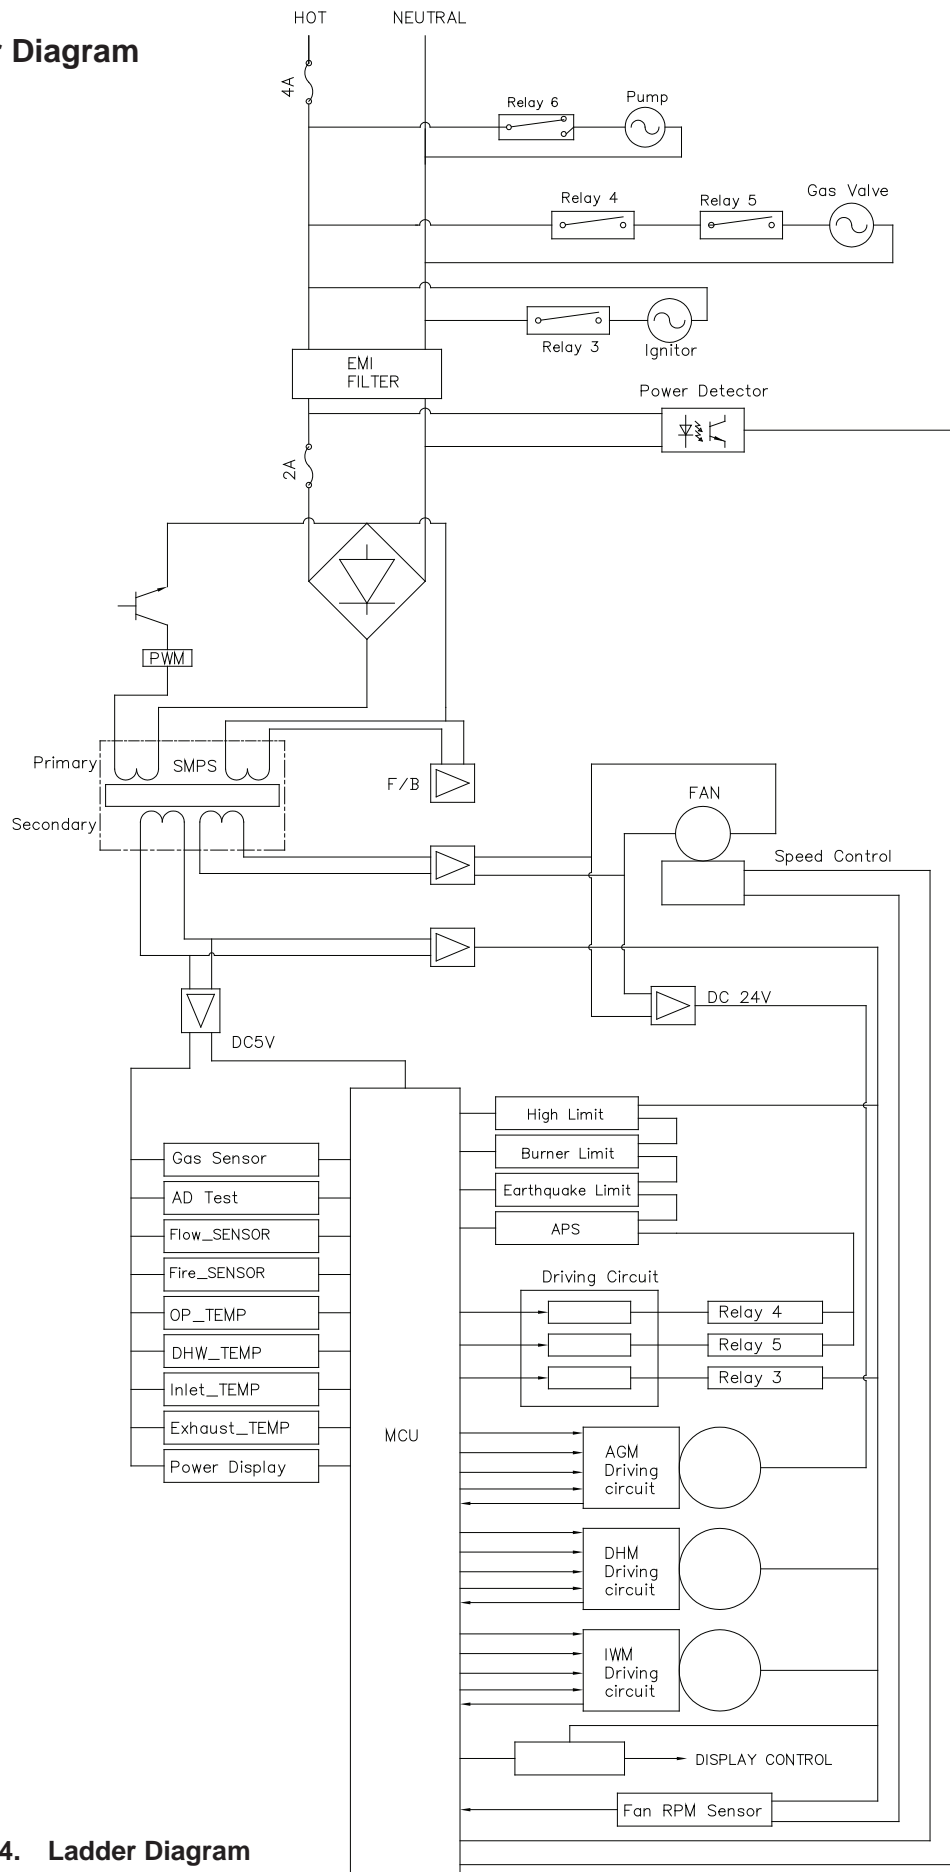 r Diagram
HOT
NEUTRAL
4A
Relay 6
Pump
Relay 4
Relay 5
Gas Valve
Relay 3
Ignitor
EMI
FILTER
Power Detector
2A
PWM
Primary
SMPS
F/B
Secondary
FAN
Speed Control
DC 24V
DC5V
High Limit
Burner Limit
Earthquake Limit
APS
Gas Sensor
AD Test
Flow_SENSOR
Fire_SENSOR
OP_TEMP
DHW_TEMP
Inlet_TEMP
Exhaust_TEMP
Power Display
MCU
Driving Circuit
Relay 4
Relay 5
Relay 3
AGM
Driving
circuit
DHM
Driving
circuit
IWM
Driving
circuit
DISPLAY CONTROL
Fan RPM Sensor
4. Ladder Diagram